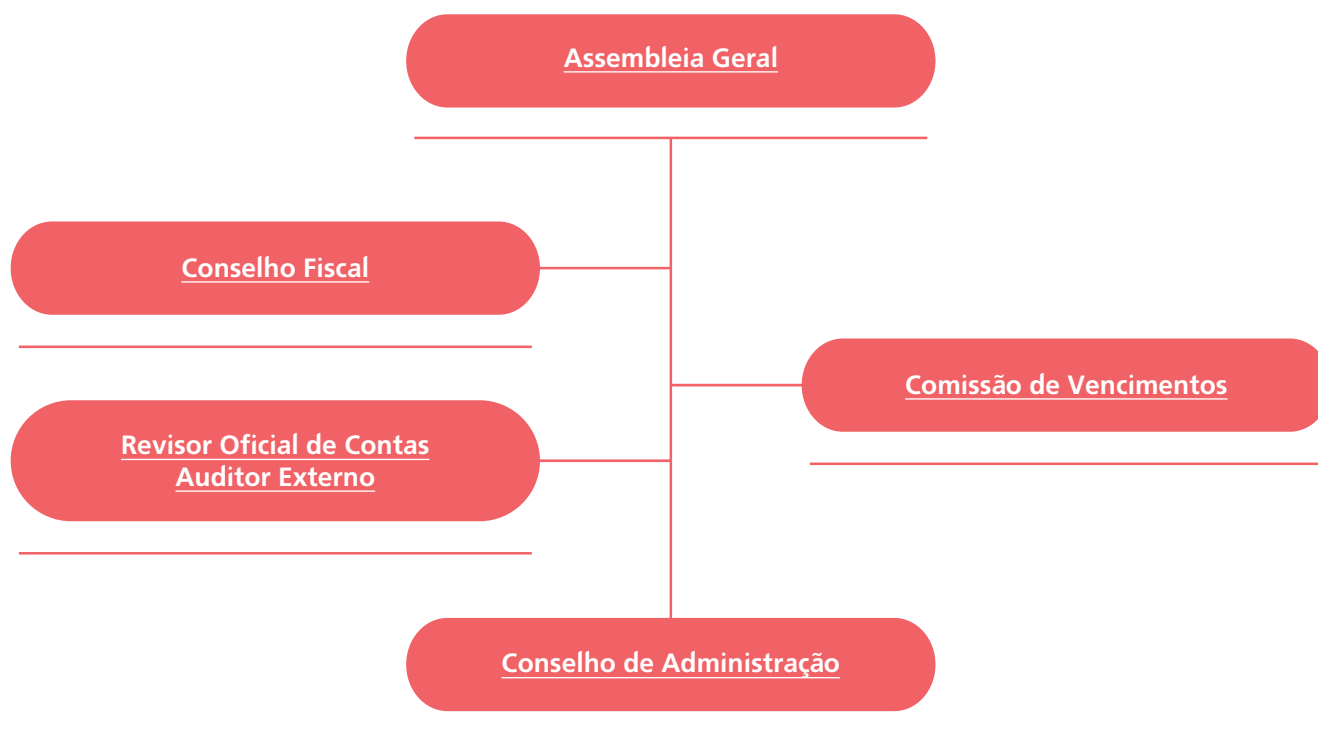 Assembleia Geral
Conselho Fiscal
Comissão de Vencimentos
Revisor Oficial de Contas
Auditor Externo
Conselho de Administração